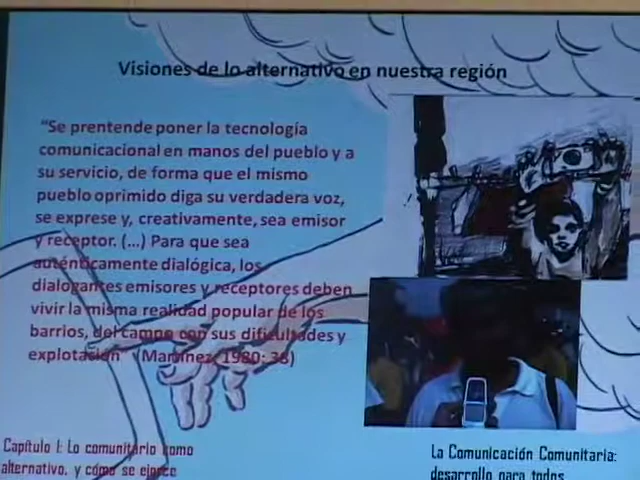 Visiones de lo alternativo en nuestra región
"Se prentende poner la tecnología
comunicacional en manos del pueblo y a
su servicio, de forma que el mismo
pueblo oprimido diga su verdadera voz,
se exprese y, creativamente, sea emisor
y receptor. (...) Para que sea
auténticamente dialógica, los
dialogantes emisores y receptores deben
vivir la misma realidad popular de los
barrios, del campo con sus dificultades y
explotación" (Martínez, 1980: 38)
Capítulo I: Lo comunitario como
alternativo, y cómo se ejerce
La Comunicación Comunitaria:
desarrollo para todos